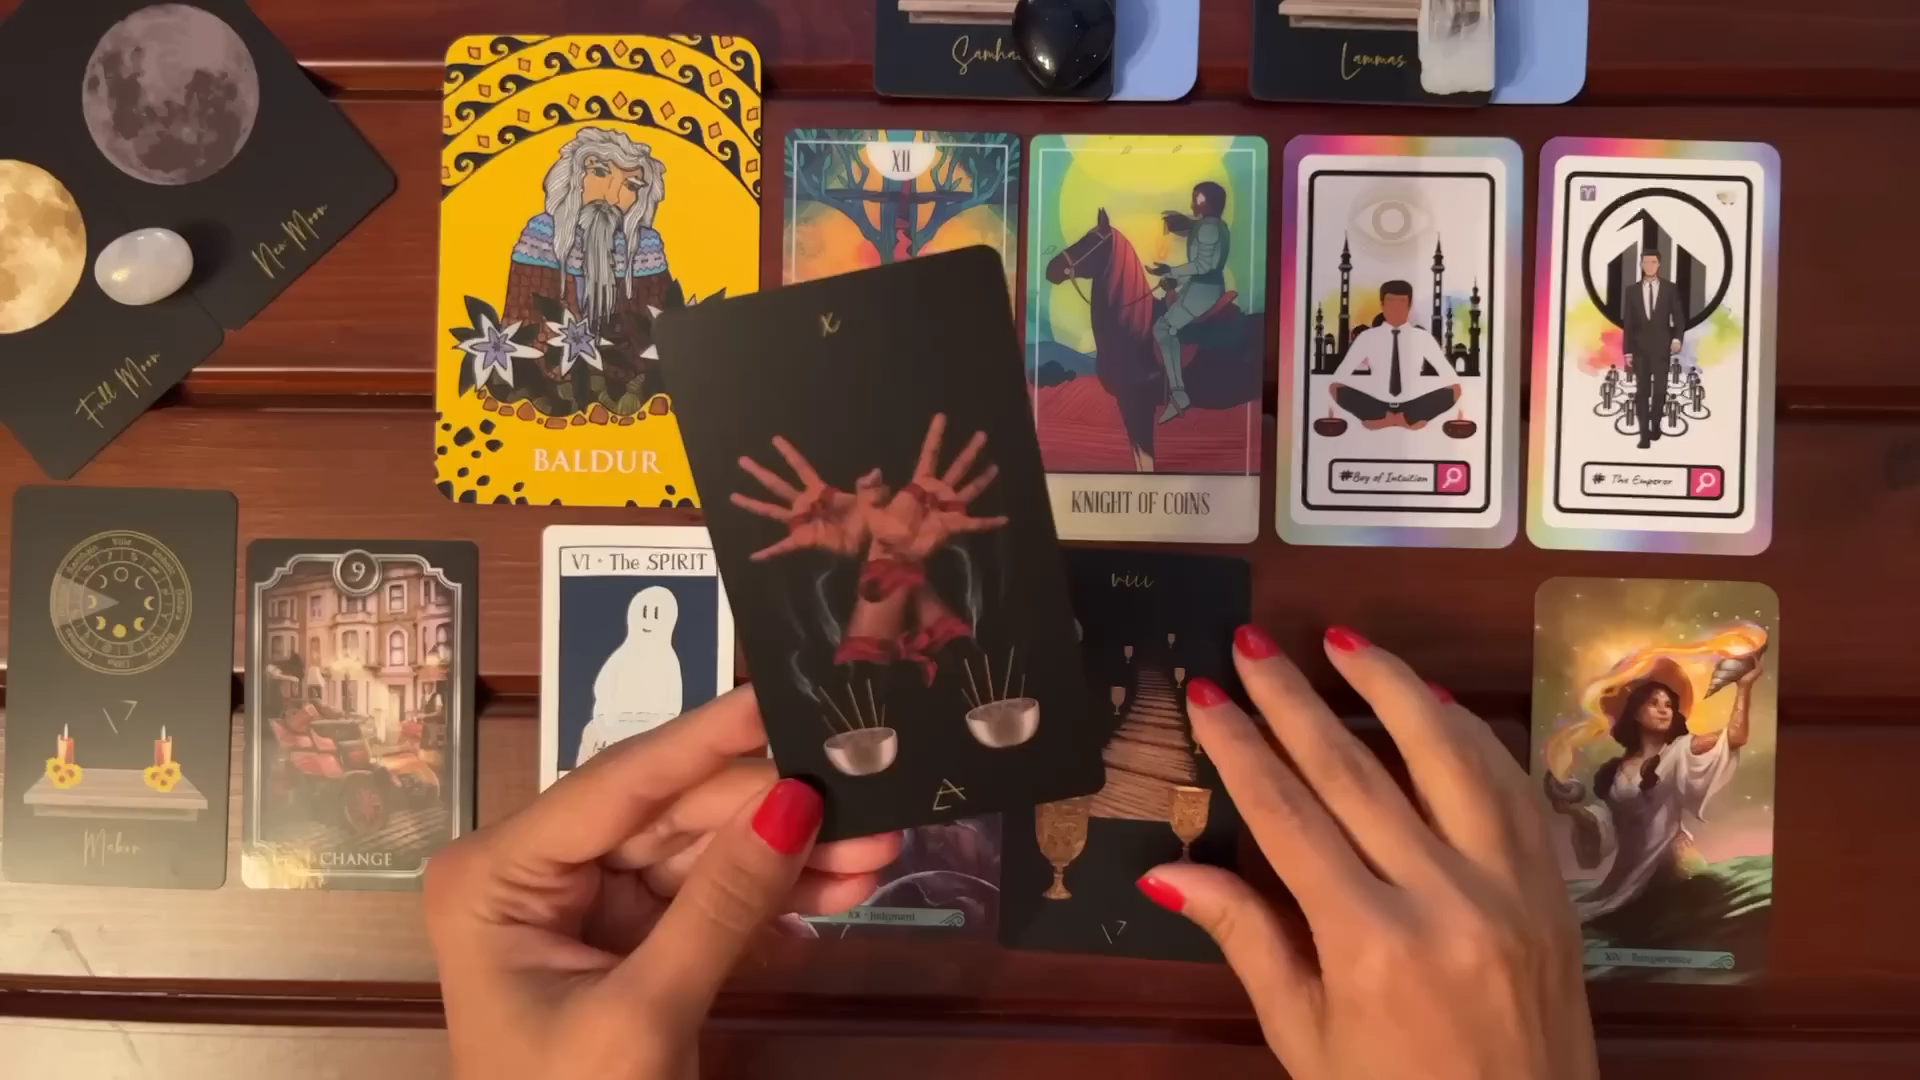 Lammas
New Moon
Full Moon
BALDUR
XII
KNIGHT OF COINS
#Boy of Intuition
# The Emperor
x
viii
9
CHANGE
VI · The SPIRIT
Mabon
XX · Judgment
XIV · Temperance